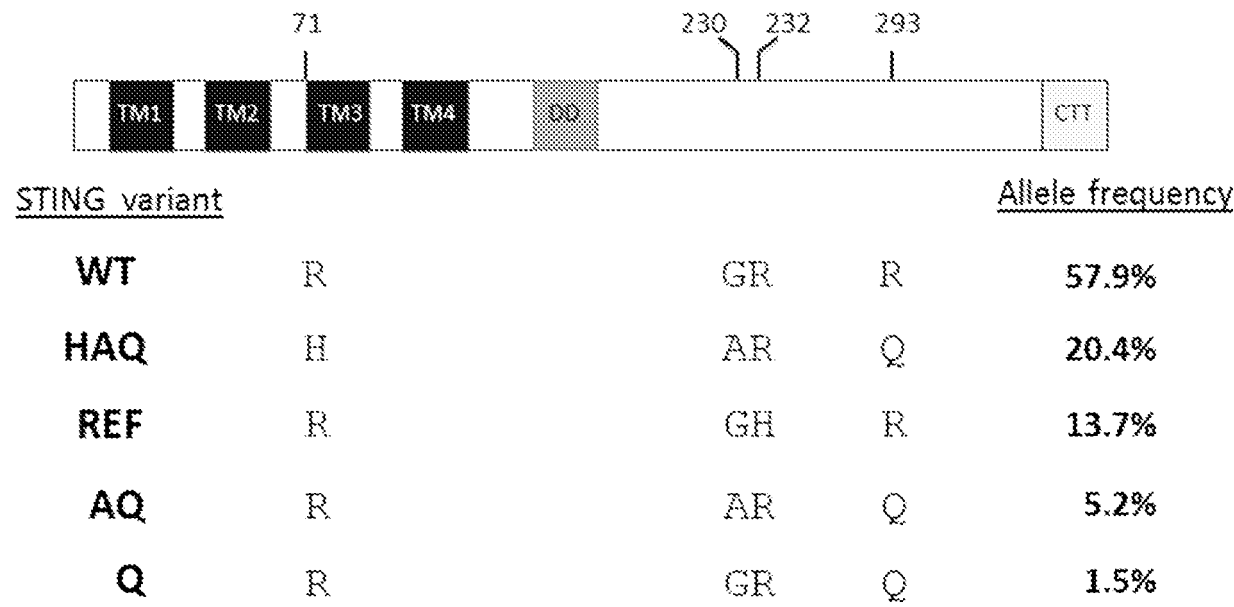 71 230 232 293
TM1 TM2 TM3 TM4 DD CTT
STING variant Allele frequency
WT R GR R 57.9%
HAQ H AR Q 20.4%
REF R GH R 13.7%
AQ R AR Q 5.2%
Q R GR Q 1.5%